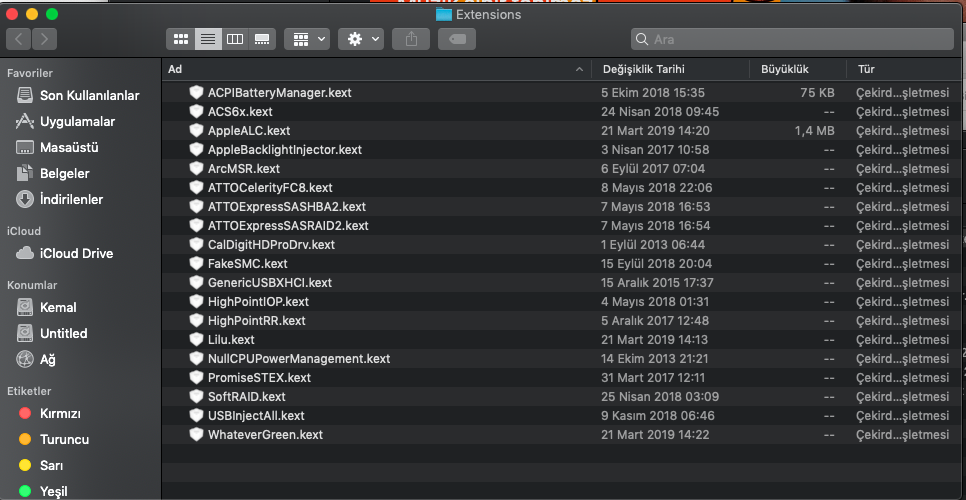 Extensions
Ara
Favoriler
Son Kullanılanlar
Uygulamalar
Masaüstü
Belgeler
İndirilenler
iCloud
iCloud Drive
Konumlar
Kemal
Untitled
Ağ
Etiketler
Kırmızı
Turuncu
Sarı
Yeşil
Ad Değişiklik Tarihi Büyüklük Tür
ACPIBatteryManager.kext 5 Ekim 2018 15:35 75 KB Çekird...şletmesi
ACS6x.kext 24 Nisan 2018 09:45 -- Çekird...şletmesi
AppleALC.kext 21 Mart 2019 14:20 1,4 MB Çekird...şletmesi
AppleBacklightInjector.kext 3 Nisan 2017 10:58 -- Çekird...şletmesi
ArcMSR.kext 6 Eylül 2017 07:04 -- Çekird...şletmesi
ATTOCelerityFC8.kext 8 Mayıs 2018 22:06 -- Çekird...şletmesi
ATTOExpressSASHBA2.kext 7 Mayıs 2018 16:53 -- Çekird...şletmesi
ATTOExpressSASRAID2.kext 7 Mayıs 2018 16:54 -- Çekird...şletmesi
CalDigitHDProDrv.kext 1 Eylül 2013 06:44 -- Çekird...şletmesi
FakeSMC.kext 15 Eylül 2018 20:04 -- Çekird...şletmesi
GenericUSBXHCI.kext 15 Aralık 2015 17:37 -- Çekird...şletmesi
HighPointIOP.kext 4 Mayıs 2018 01:31 -- Çekird...şletmesi
HighPointRR.kext 5 Aralık 2017 12:48 -- Çekird...şletmesi
Lilu.kext 21 Mart 2019 14:13 -- Çekird...şletmesi
NullCPUPowerManagement.kext 14 Ekim 2013 21:21 -- Çekird...şletmesi
PromiseSTEX.kext 31 Mart 2017 12:11 -- Çekird...şletmesi
SoftRAID.kext 25 Nisan 2018 03:09 -- Çekird...şletmesi
USBInjectAll.kext 9 Kasım 2018 06:46 -- Çekird...şletmesi
WhateverGreen.kext 21 Mart 2019 14:22 -- Çekird...şletmesi